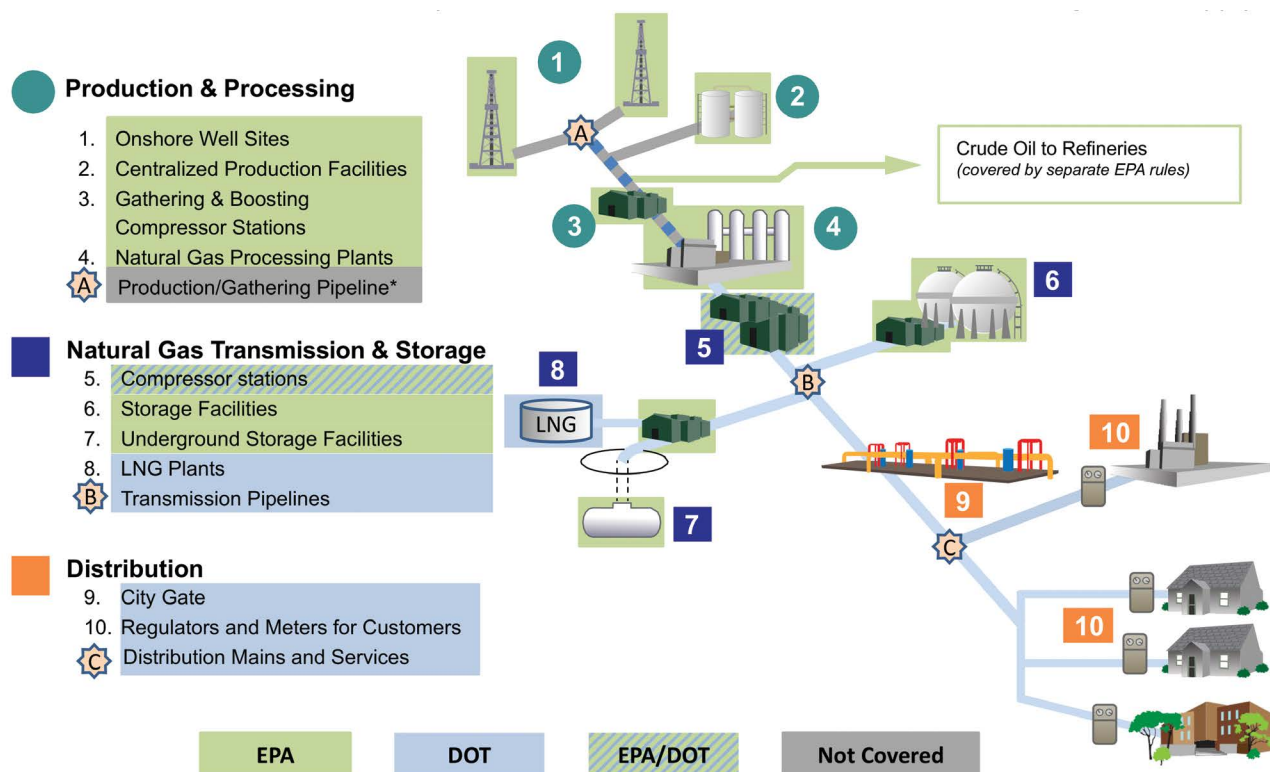 Production & Processing
1. Onshore Well Sites
2. Centralized Production Facilities
3. Gathering & Boosting
Compressor Stations
4. Natural Gas Processing Plants
A Production/Gathering Pipeline*
Natural Gas Transmission & Storage
5. Compressor stations
6. Storage Facilities
7. Underground Storage Facilities
8. LNG Plants
B Transmission Pipelines
Distribution
9. City Gate
10. Regulators and Meters for Customers
C Distribution Mains and Services
1
2
A
Crude Oil to Refineries
(covered by separate EPA rules)
3
4
6
5
8
B
LNG
10
7
9
C
10
EPA
DOT
EPA/DOT
Not Covered